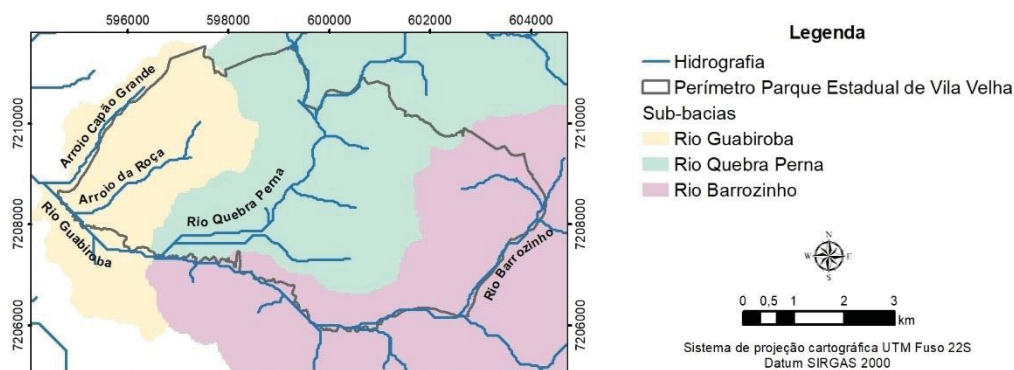 596000 598000 600000 602000 604000
7210000
7208000
7206000
7210000
7208000
7206000
Arroio Capão Grande
Arroio da Roça
Rio Guabiroba
Rio Quebra Perna
Rio Barrozinho
Legenda
Hidrografia
Perímetro Parque Estadual de Vila Velha
Sub-bacias
Rio Guabiroba
Rio Quebra Perna
Rio Barrozinho
N
W E
S
0 0,5 1 2 3
km
Sistema de projeção cartográfica UTM Fuso 22S
Datum SIRGAS 2000